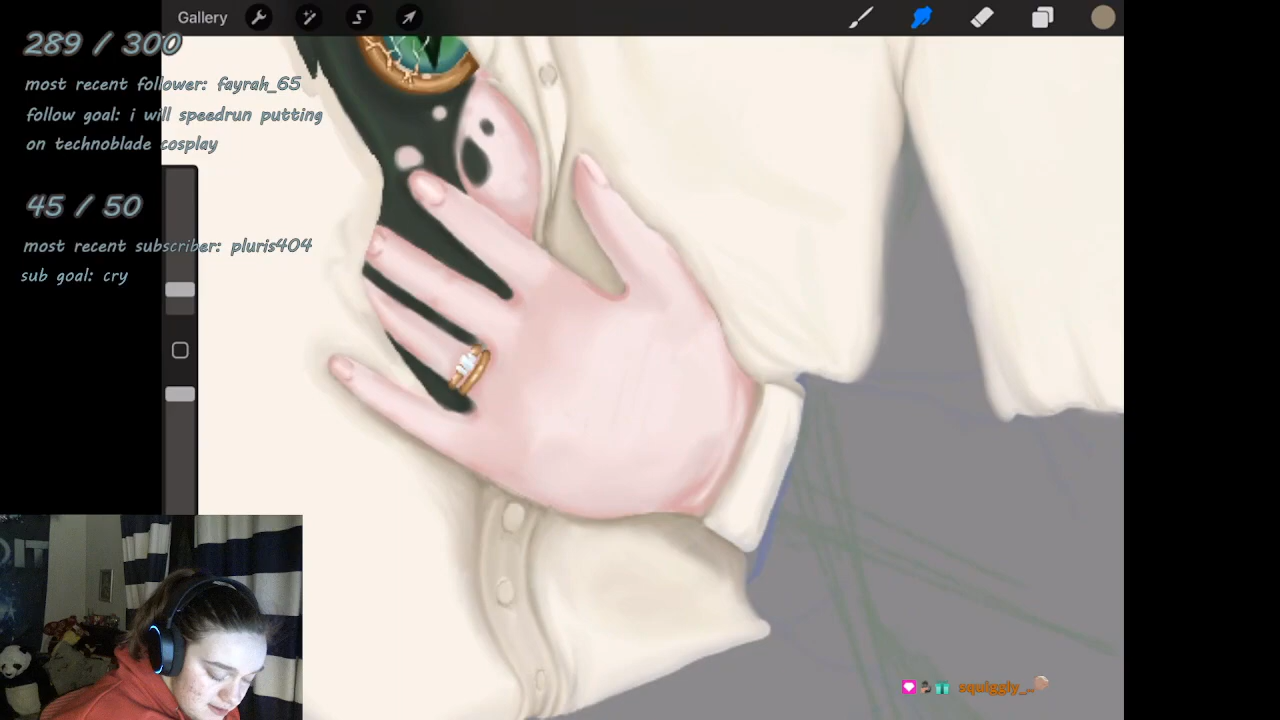 Gallery
289 / 300
most recent follower: fayrah_65
follow goal: i will speedrun putting
on technoblade cosplay
45 / 50
most recent subscriber: pluris404
sub goal: cry
squiggly_..